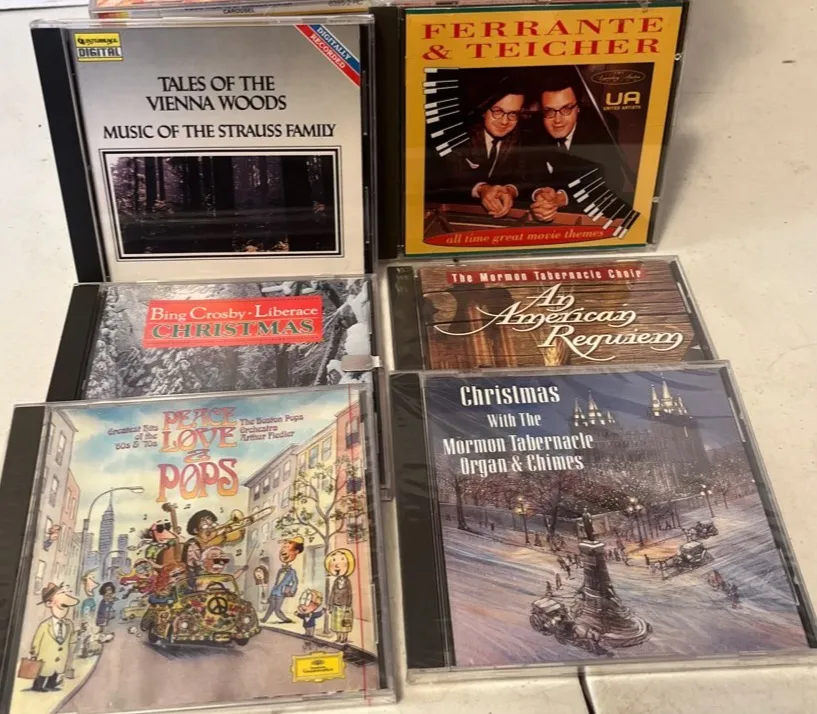 CAROUSEL
QUINTESSENCE
DIGITAL
DIGITALLY
RECORDED
TALES OF THE
VIENNA WOODS
MUSIC OF THE STRAUSS FAMILY
FERRANTE
& TEICHER
UA
UNITED ARTISTS
all time great movie themes
Bing Crosby · Liberace
CHRISTMAS
The Mormon Tabernacle Choir
An
American
Requiem
Greatest Hits
of the
'60s & '70s
PEACE
LOVE
&
POPS
The Boston Pops
Orchestra
Arthur Fiedler
Christmas
With The
Mormon Tabernacle
Organ & Chimes